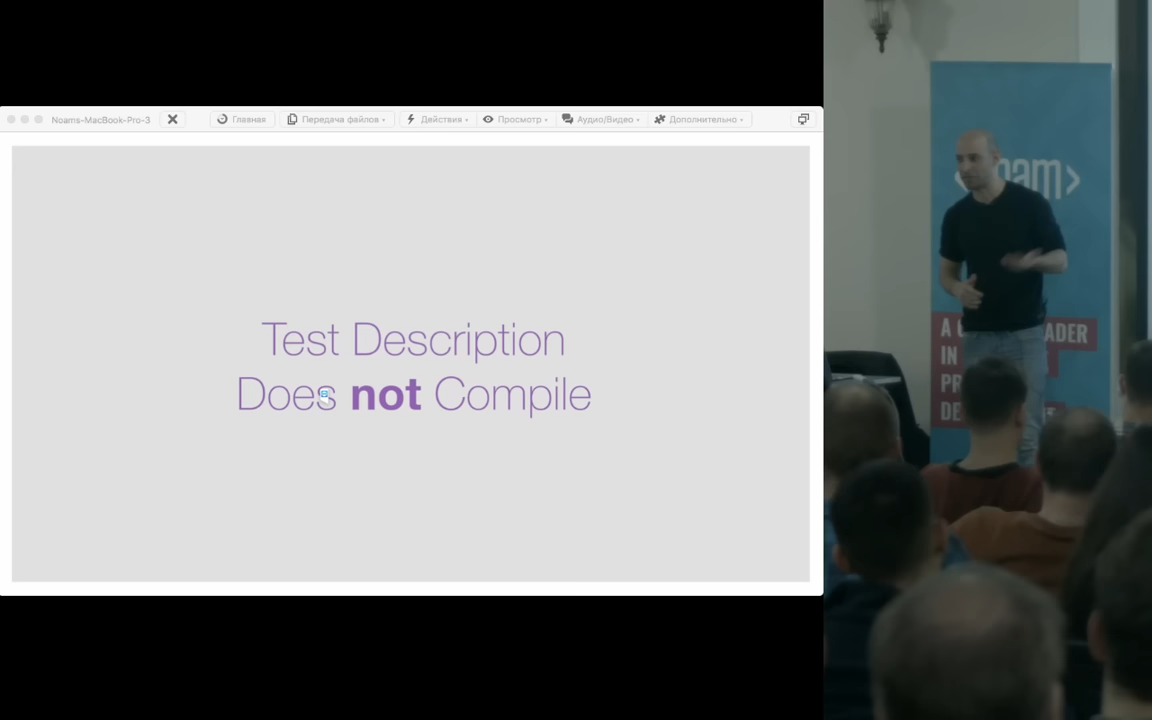 Noams-MacBook-Pro-3
Главная
Передача файлов
Действия
Просмотр
Аудио/Видео
Дополнительно
Test Description
Does not Compile
A
ADER
IN
PR
DE